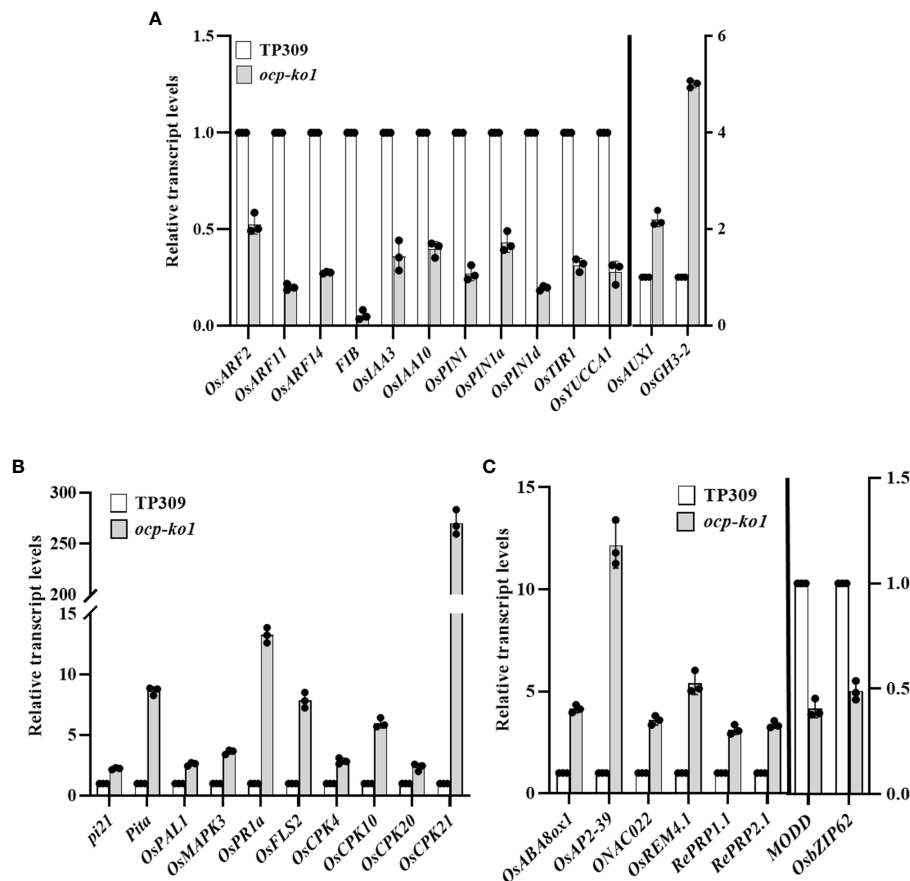 A
Relative transcript levels
1.5
1.0
0.5
0.0
6
4
2
0
TP309
ocp-ko1
OsARF2
OsARF11
OsARF14
FIB
OsIAA3
OsIAA10
OsPIN1
OsPIN1a
OsPIN1d
OsTIR1
OsYUCCA1
OsAUX1
OsGH3-2
B
Relative transcript levels
300
250
200
15
10
5
0
TP309
ocp-ko1
pi21
Pita
OsPAL1
OsMAPK3
OsPR1a
OsFLS2
OsCPK4
OsCPK10
OsCPK20
OsCPK21
C
Relative transcript levels
15
10
5
0
1.5
1.0
0.5
0.0
TP309
ocp-ko1
OsABA8ox1
OsAP2-39
ONAC022
OsREM4.1
RePRP1.1
RePRP2.1
MODD
OsbZIP62